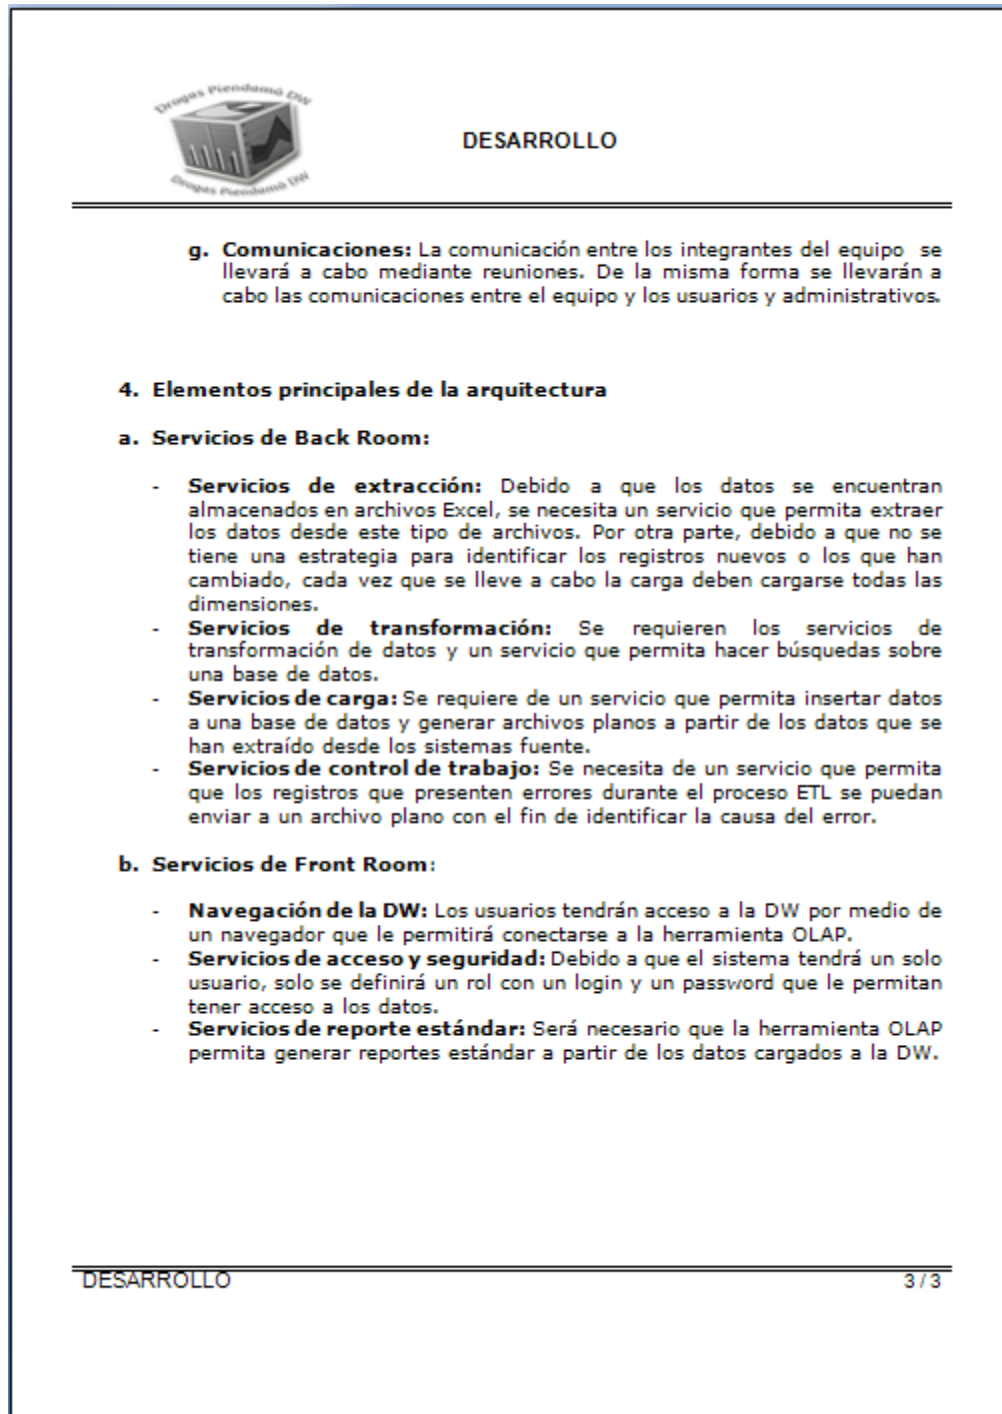 Drogas Piendamó DW
Drogas Piendamó DW
DESARROLLO
g. Comunicaciones: La comunicación entre los integrantes del equipo se
llevará a cabo mediante reuniones. De la misma forma se llevarán a
cabo las comunicaciones entre el equipo y los usuarios y administrativos.
4. Elementos principales de la arquitectura
a. Servicios de Back Room:
- Servicios de extracción: Debido a que los datos se encuentran
almacenados en archivos Excel, se necesita un servicio que permita extraer
los datos desde este tipo de archivos. Por otra parte, debido a que no se
tiene una estrategia para identificar los registros nuevos o los que han
cambiado, cada vez que se lleve a cabo la carga deben cargarse todas las
dimensiones.
- Servicios de transformación: Se requieren los servicios de
transformación de datos y un servicio que permita hacer búsquedas sobre
una base de datos.
- Servicios de carga: Se requiere de un servicio que permita insertar datos
a una base de datos y generar archivos planos a partir de los datos que se
han extraído desde los sistemas fuente.
- Servicios de control de trabajo: Se necesita de un servicio que permita
que los registros que presenten errores durante el proceso ETL se puedan
enviar a un archivo plano con el fin de identificar la causa del error.
b. Servicios de Front Room:
- Navegación de la DW: Los usuarios tendrán acceso a la DW por medio de
un navegador que le permitirá conectarse a la herramienta OLAP.
- Servicios de acceso y seguridad: Debido a que el sistema tendrá un solo
usuario, solo se definirá un rol con un login y un password que le permitan
tener acceso a los datos.
- Servicios de reporte estándar: Será necesario que la herramienta OLAP
permita generar reportes estándar a partir de los datos cargados a la DW.
DESARROLLO 3 / 3